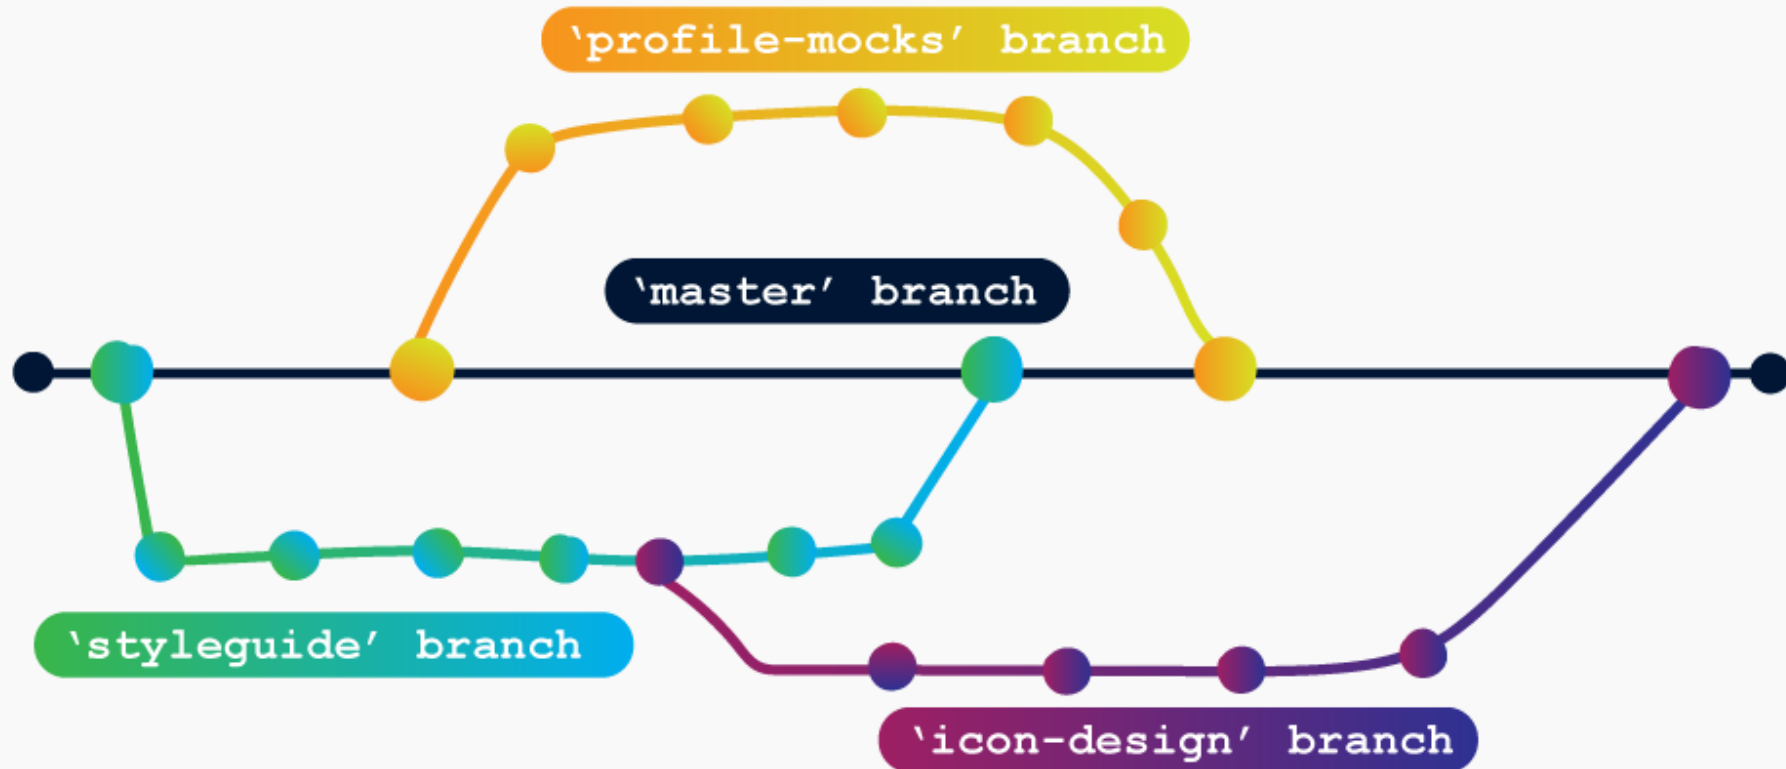 ‘profile-mocks’ branch
‘master’ branch
‘styleguide’ branch
‘icon-design’ branch